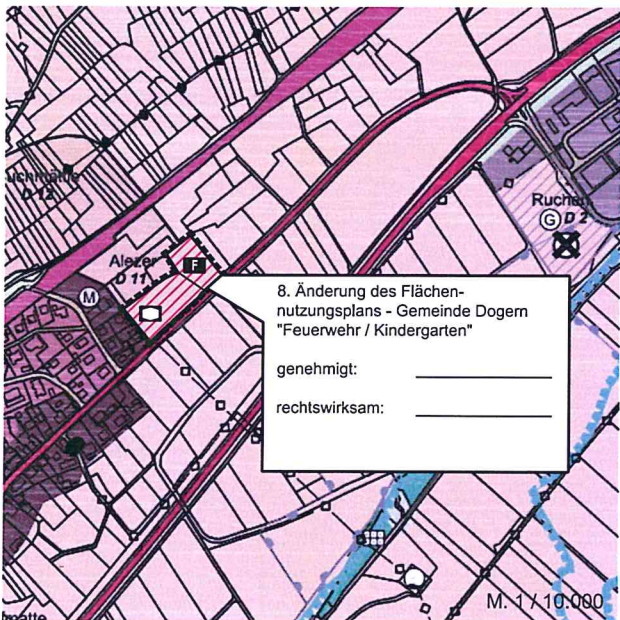 D 12
Alezer
D 11
F
M
Ruchen
G D 2
8. Änderung des Flächen-
nutzungsplans - Gemeinde Dogern
"Feuerwehr / Kindergarten"
genehmigt:
rechtswirksam:
M. 1 / 10.000